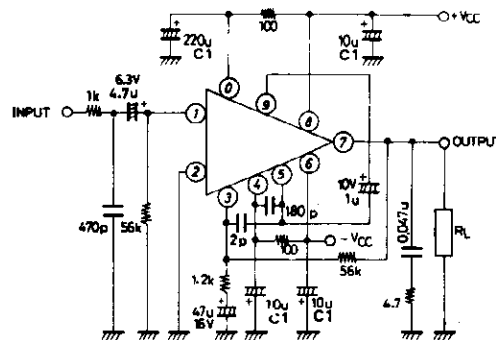 +VCC
100
220u
C1
10u
C1
0
9
8
6.3V
4.7u
1k
INPUT
1
7
OUTPUT
2
6
5
4
3
10V
1u
180p
470p
56k
2p
-VCC
100
0.047u
RL
56k
1.2k
47u
16V
10u
C1
10u
C1
4.7